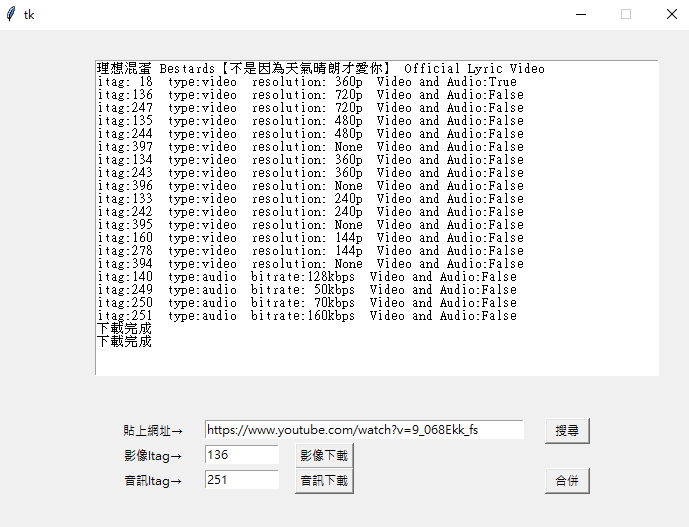 tk
理想混蛋 Bestards【不是因為天氣晴朗才愛你】 Official Lyric Video
itag: 18  type:video  resolution: 360p  Video and Audio:True
itag:136  type:video  resolution: 720p  Video and Audio:False
itag:247  type:video  resolution: 720p  Video and Audio:False
itag:135  type:video  resolution: 480p  Video and Audio:False
itag:244  type:video  resolution: 480p  Video and Audio:False
itag:397  type:video  resolution: None  Video and Audio:False
itag:134  type:video  resolution: 360p  Video and Audio:False
itag:243  type:video  resolution: 360p  Video and Audio:False
itag:396  type:video  resolution: None  Video and Audio:False
itag:133  type:video  resolution: 240p  Video and Audio:False
itag:242  type:video  resolution: 240p  Video and Audio:False
itag:395  type:video  resolution: None  Video and Audio:False
itag:160  type:video  resolution: 144p  Video and Audio:False
itag:278  type:video  resolution: 144p  Video and Audio:False
itag:394  type:video  resolution: None  Video and Audio:False
itag:140  type:audio  bitrate:128kbps  Video and Audio:False
itag:249  type:audio  bitrate: 50kbps  Video and Audio:False
itag:250  type:audio  bitrate: 70kbps  Video and Audio:False
itag:251  type:audio  bitrate:160kbps  Video and Audio:False
下載完成
下載完成
貼上網址→ https://www.youtube.com/watch?v=9_068Ekk_fs 搜尋
影像Itag→ 136 影像下載
音訊Itag→ 251 音訊下載 合併